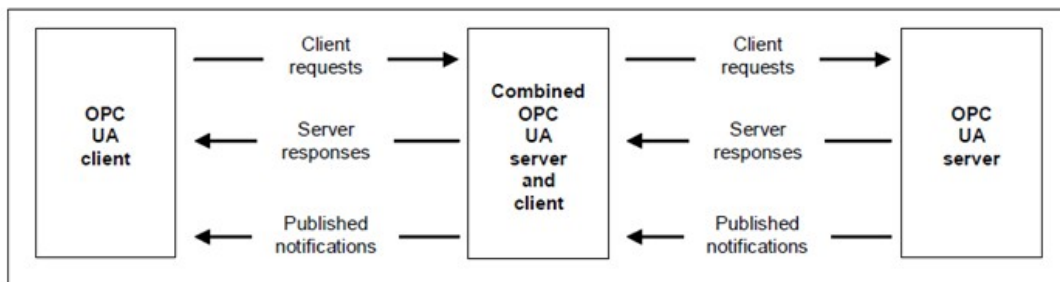 OPC
UA
client
Client
requests
Server
responses
Published
notifications
Combined
OPC
UA
server
and
client
Client
requests
Server
responses
Published
notifications
OPC
UA
server